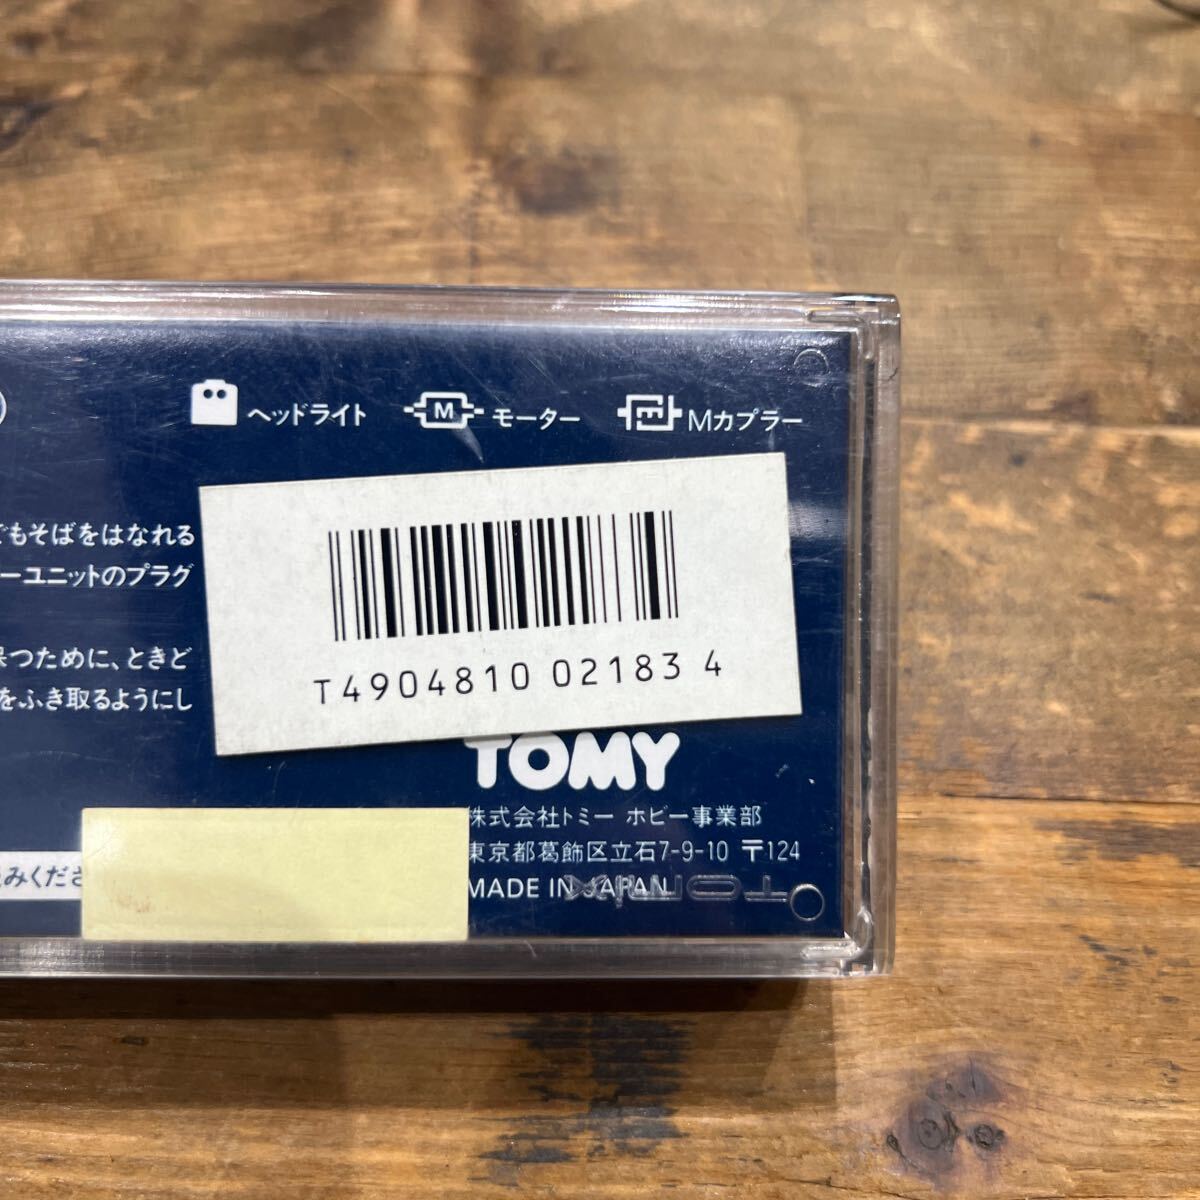 ヘッドライト M モーター Mカプラー
でもそばをはなれる
ーユニットのプラグ
保つために、ときど
をふき取るようにし
T4904810 02183 4
TOMY
株式会社トミー ホビー事業部
東京都葛飾区立石7-9-10 〒124
MADE IN JAPAN
TOMIX
みくださ